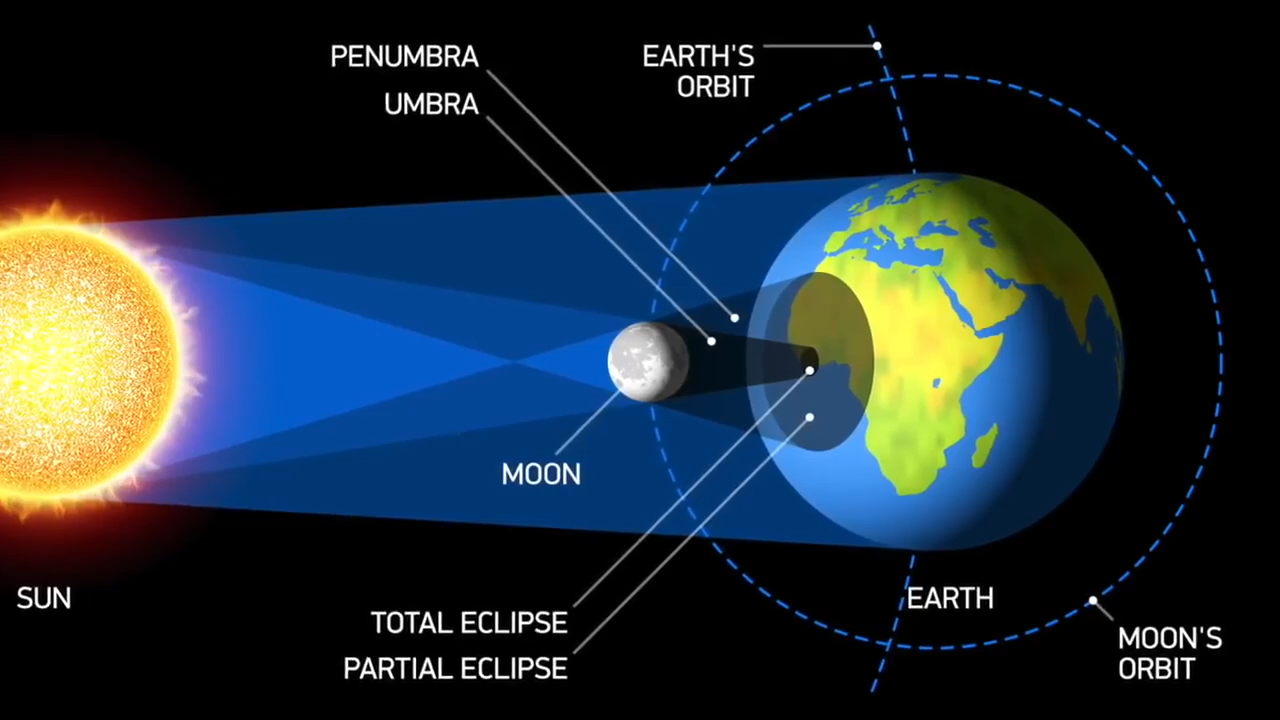 PENUMBRA
UMBRA
EARTH'S
ORBIT
MOON
SUN
EARTH
TOTAL ECLIPSE
PARTIAL ECLIPSE
MOON'S
ORBIT